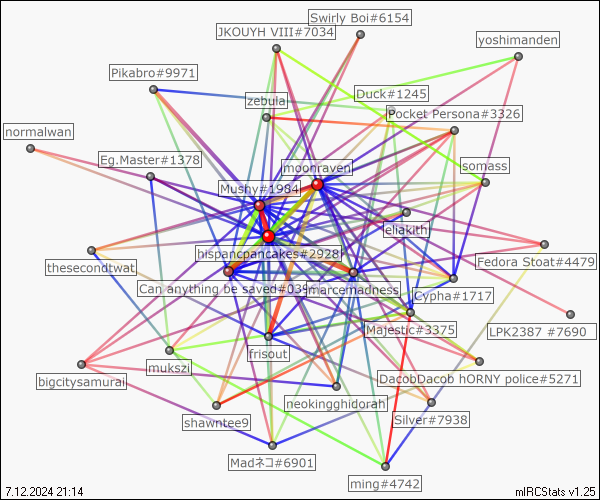 Swirly Boi#6154
JKOUYH VIII#7034
yoshimanden
Pikabro#9971
Duck#1245
zebula
Pocket Persona#3326
normalwan
Eg.Master#1378
moonraven
somass
Mushy#1984
eliakith
hispancpancakes#2928
Fedora Stoat#4479
thesecondtwat
Can anything be saved#039
marcemadness
Cypha#1717
Majestic#3375
LPK2387 #7690
frisout
mukszi
bigcitysamurai
DacobDacob hORNY police#5271
neokingghidorah
shawntee9
Silver#7938
Madネコ#6901
ming#4742
7.12.2024 21:14
mIRCStats v1.25